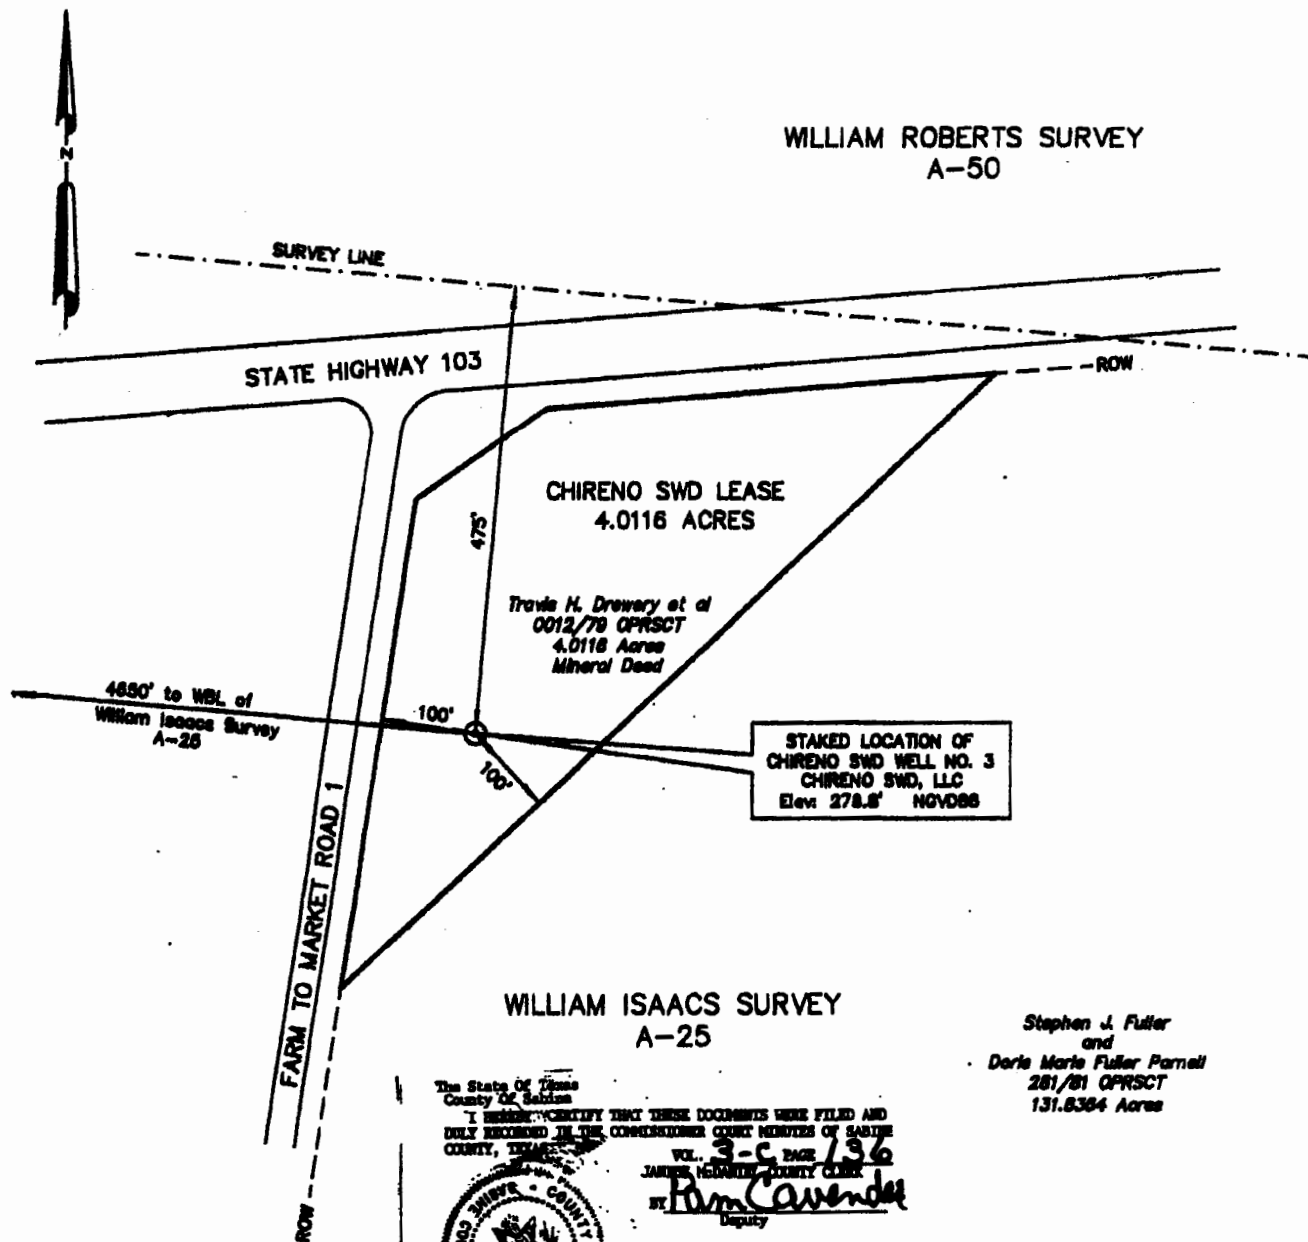 N
WILLIAM ROBERTS SURVEY
A-50
SURVEY LINE
STATE HIGHWAY 103
ROW
CHIRENO SWD LEASE
4.0116 ACRES
475'
Travis H. Drewery et al
0012/79 OPRSCT
4.0116 Acres
Mineral Deed
4650' to WBL of
William Isaacs Survey
A-25
100'
100'
STAKED LOCATION OF
CHIRENO SWD WELL NO. 3
CHIRENO SWD, LLC
Elev: 278.8' NGVD88
FARM TO MARKET ROAD 1
WILLIAM ISAACS SURVEY
A-25
Stephen J. Fuller
and
Doris Marie Fuller Parnell
281/81 OPRSCT
131.8364 Acres
The State Of Texas
County Of Sabine
I HEREBY CERTIFY THAT THESE DOCUMENTS WERE FILED AND
DULY RECORDED IN THE COMMISSIONER COURT MINUTES OF SABINE
COUNTY, TEXAS
VOL. 3-C PAGE 136
JANICE McDANIEL COUNTY CLERK
BY Pam Cavender
Deputy
SABINE COUNTY
ROW